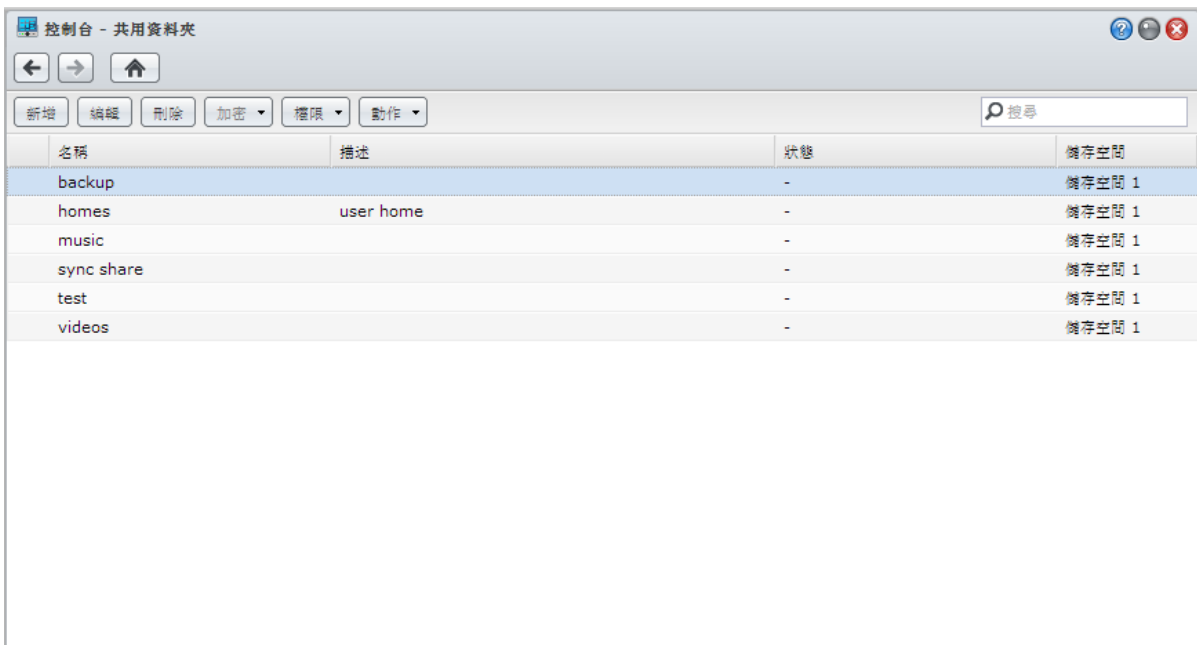 控制台 - 共用資料夾
新增 編輯 刪除 加密 權限 動作 搜尋
名稱 描述 狀態 儲存空間
backup - 儲存空間 1
homes user home - 儲存空間 1
music - 儲存空間 1
sync share - 儲存空間 1
test - 儲存空間 1
videos - 儲存空間 1